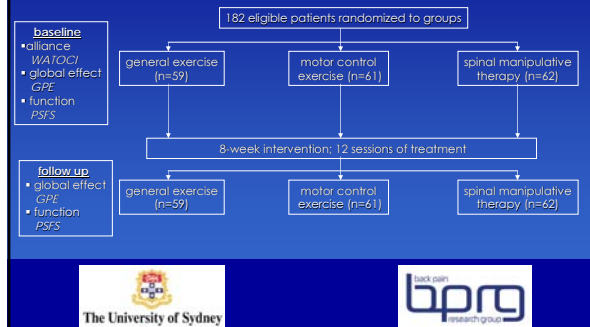 182 eligible patients randomized to groups
baseline
▪alliance
WATOCI
▪ global effect
GPE
▪ function
PSFS
general exercise
(n=59)
motor control
exercise (n=61)
spinal manipulative
therapy (n=62)
8-week intervention; 12 sessions of treatment
follow up
▪ global effect
GPE
▪ function
PSFS
general exercise
(n=59)
motor control
exercise (n=61)
spinal manipulative
therapy (n=62)
The University of Sydney
back pain
bprg
research group